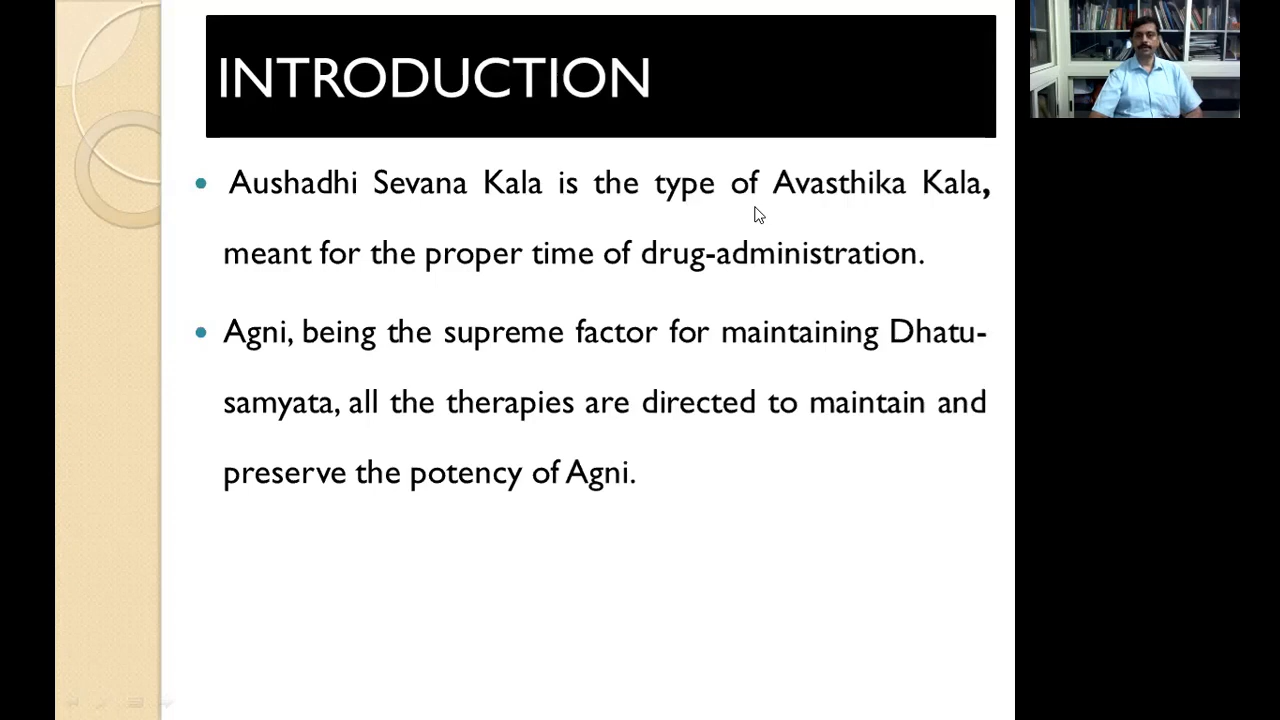 INTRODUCTION
Aushadhi Sevana Kala is the type of Avasthika Kala,
meant for the proper time of drug-administration.
Agni, being the supreme factor for maintaining Dhatu-
samyata, all the therapies are directed to maintain and
preserve the potency of Agni.